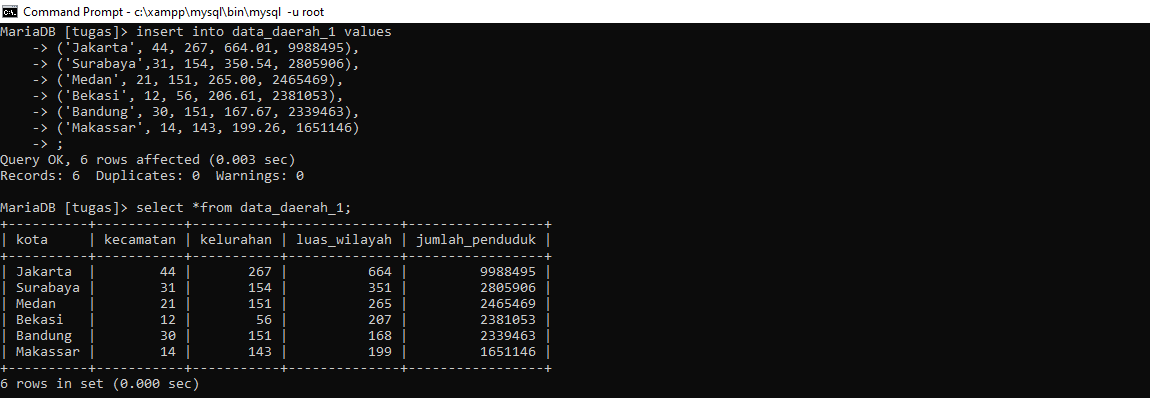 Command Prompt - c:\xampp\mysql\bin\mysql  -u root
MariaDB [tugas]> insert into data_daerah_1 values
    -> ('Jakarta', 44, 267, 664.01, 9988495),
    -> ('Surabaya',31, 154, 350.54, 2805906),
    -> ('Medan', 21, 151, 265.00, 2465469),
    -> ('Bekasi', 12, 56, 206.61, 2381053),
    -> ('Bandung', 30, 151, 167.67, 2339463),
    -> ('Makassar', 14, 143, 199.26, 1651146)
    -> ;
Query OK, 6 rows affected (0.003 sec)
Records: 6  Duplicates: 0  Warnings: 0
MariaDB [tugas]> select *from data_daerah_1;
+----------+-----------+-----------+--------------+-----------------+
| kota     | kecamatan | kelurahan | luas_wilayah | jumlah_penduduk |
+----------+-----------+-----------+--------------+-----------------+
| Jakarta  |        44 |       267 |          664 |         9988495 |
| Surabaya |        31 |       154 |          351 |         2805906 |
| Medan    |        21 |       151 |          265 |         2465469 |
| Bekasi   |        12 |        56 |          207 |         2381053 |
| Bandung  |        30 |       151 |          168 |         2339463 |
| Makassar |        14 |       143 |          199 |         1651146 |
+----------+-----------+-----------+--------------+-----------------+
6 rows in set (0.000 sec)